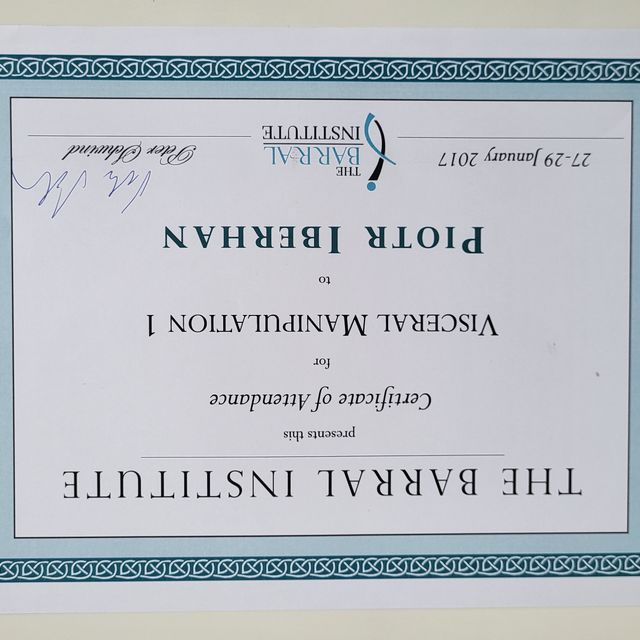 THE BARRAL INSTITUTE
presents this
Certificate of Attendance
for
VISCERAL MANIPULATION 1
to
PIOTR IBERHAN
27-29 January 2017
THE
BARRAL
INSTITUTE
Peter Schwind